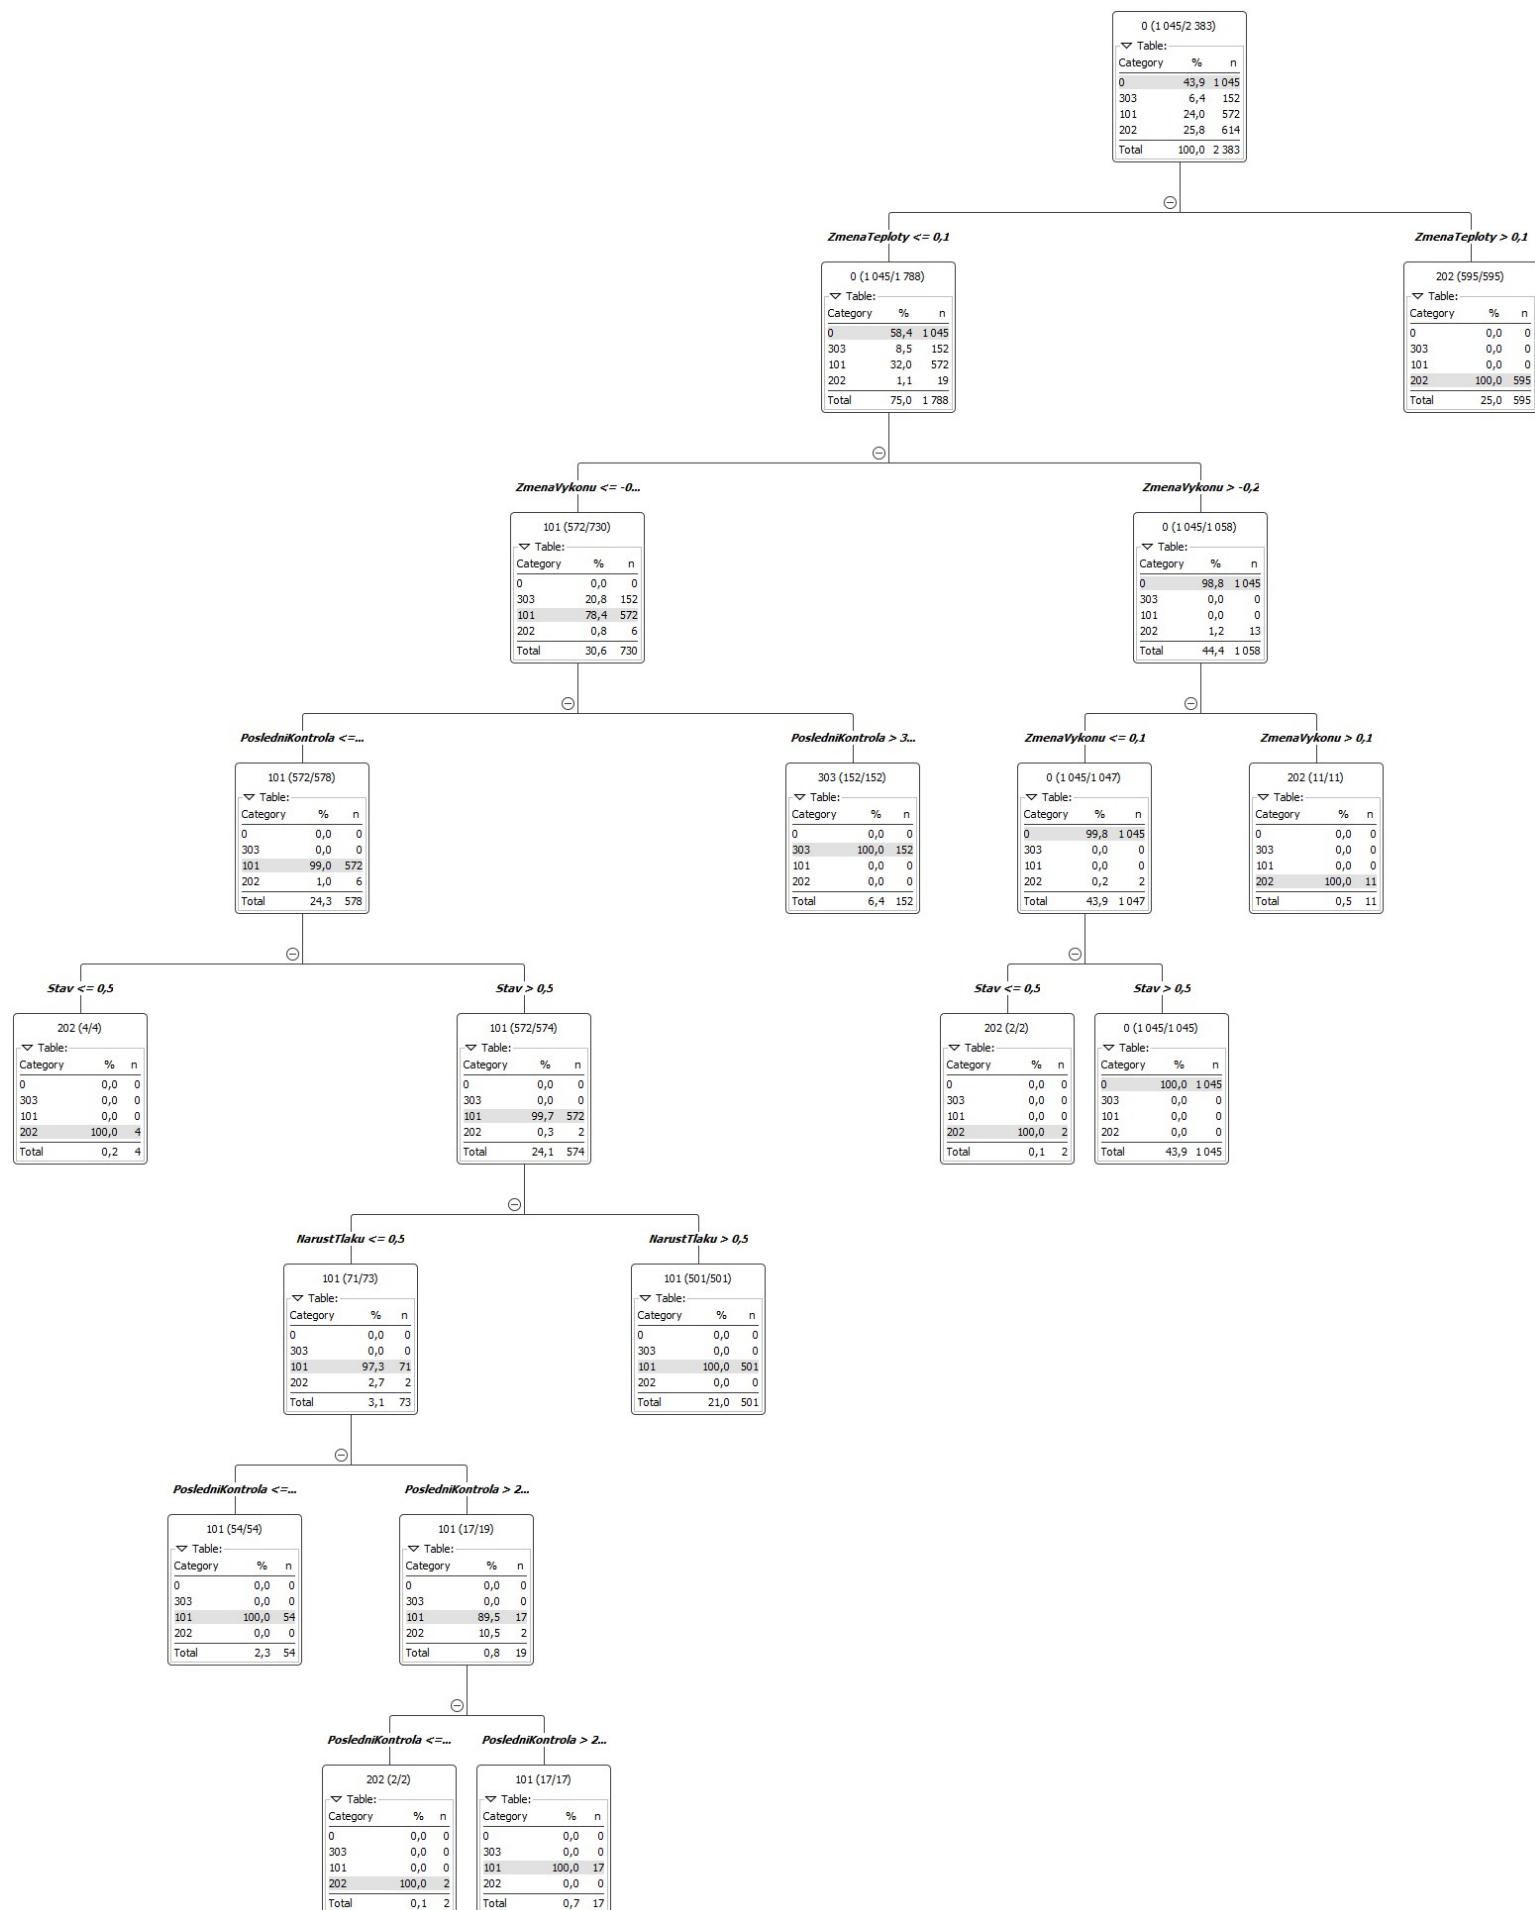 0 (1 045/2 383)
Table:
Category % n
0 43,9 1 045
303 6,4 152
101 24,0 572
202 25,8 614
Total 100,0 2 383
ZmenaTeploty <= 0,1
0 (1 045/1 788)
Table:
Category % n
0 58,4 1 045
303 8,5 152
101 32,0 572
202 1,1 19
Total 75,0 1 788
ZmenaTeploty > 0,1
202 (595/595)
Table:
Category % n
0 0,0 0
303 0,0 0
101 0,0 0
202 100,0 595
Total 25,0 595
ZmenaVykonu <= -0...
101 (572/730)
Table:
Category % n
0 0,0 0
303 20,8 152
101 78,4 572
202 0,8 6
Total 30,6 730
ZmenaVykonu > -0,2
0 (1 045/1 058)
Table:
Category % n
0 98,8 1 045
303 0,0 0
101 0,0 0
202 1,2 13
Total 44,4 1 058
PosledniKontrola <=...
101 (572/578)
Table:
Category % n
0 0,0 0
303 0,0 0
101 99,0 572
202 1,0 6
Total 24,3 578
PosledniKontrola > 3...
303 (152/152)
Table:
Category % n
0 0,0 0
303 100,0 152
101 0,0 0
202 0,0 0
Total 6,4 152
ZmenaVykonu <= 0,1
0 (1 045/1 047)
Table:
Category % n
0 99,8 1 045
303 0,0 0
101 0,0 0
202 0,2 2
Total 43,9 1 047
ZmenaVykonu > 0,1
202 (11/11)
Table:
Category % n
0 0,0 0
303 0,0 0
101 0,0 0
202 100,0 11
Total 0,5 11
Stav <= 0,5
202 (4/4)
Table:
Category % n
0 0,0 0
303 0,0 0
101 0,0 0
202 100,0 4
Total 0,2 4
Stav > 0,5
101 (572/574)
Table:
Category % n
0 0,0 0
303 0,0 0
101 99,7 572
202 0,3 2
Total 24,1 574
Stav <= 0,5
202 (2/2)
Table:
Category % n
0 0,0 0
303 0,0 0
101 0,0 0
202 100,0 2
Total 0,1 2
Stav > 0,5
0 (1 045/1 045)
Table:
Category % n
0 100,0 1 045
303 0,0 0
101 0,0 0
202 0,0 0
Total 43,9 1 045
NarustTlaku <= 0,5
101 (71/73)
Table:
Category % n
0 0,0 0
303 0,0 0
101 97,3 71
202 2,7 2
Total 3,1 73
NarustTlaku > 0,5
101 (501/501)
Table:
Category % n
0 0,0 0
303 0,0 0
101 100,0 501
202 0,0 0
Total 21,0 501
PosledniKontrola <=...
101 (54/54)
Table:
Category % n
0 0,0 0
303 0,0 0
101 100,0 54
202 0,0 0
Total 2,3 54
PosledniKontrola > 2...
101 (17/19)
Table:
Category % n
0 0,0 0
303 0,0 0
101 89,5 17
202 10,5 2
Total 0,8 19
PosledniKontrola <=...
202 (2/2)
Table:
Category % n
0 0,0 0
303 0,0 0
101 0,0 0
202 100,0 2
Total 0,1 2
PosledniKontrola > 2...
101 (17/17)
Table:
Category % n
0 0,0 0
303 0,0 0
101 100,0 17
202 0,0 0
Total 0,7 17